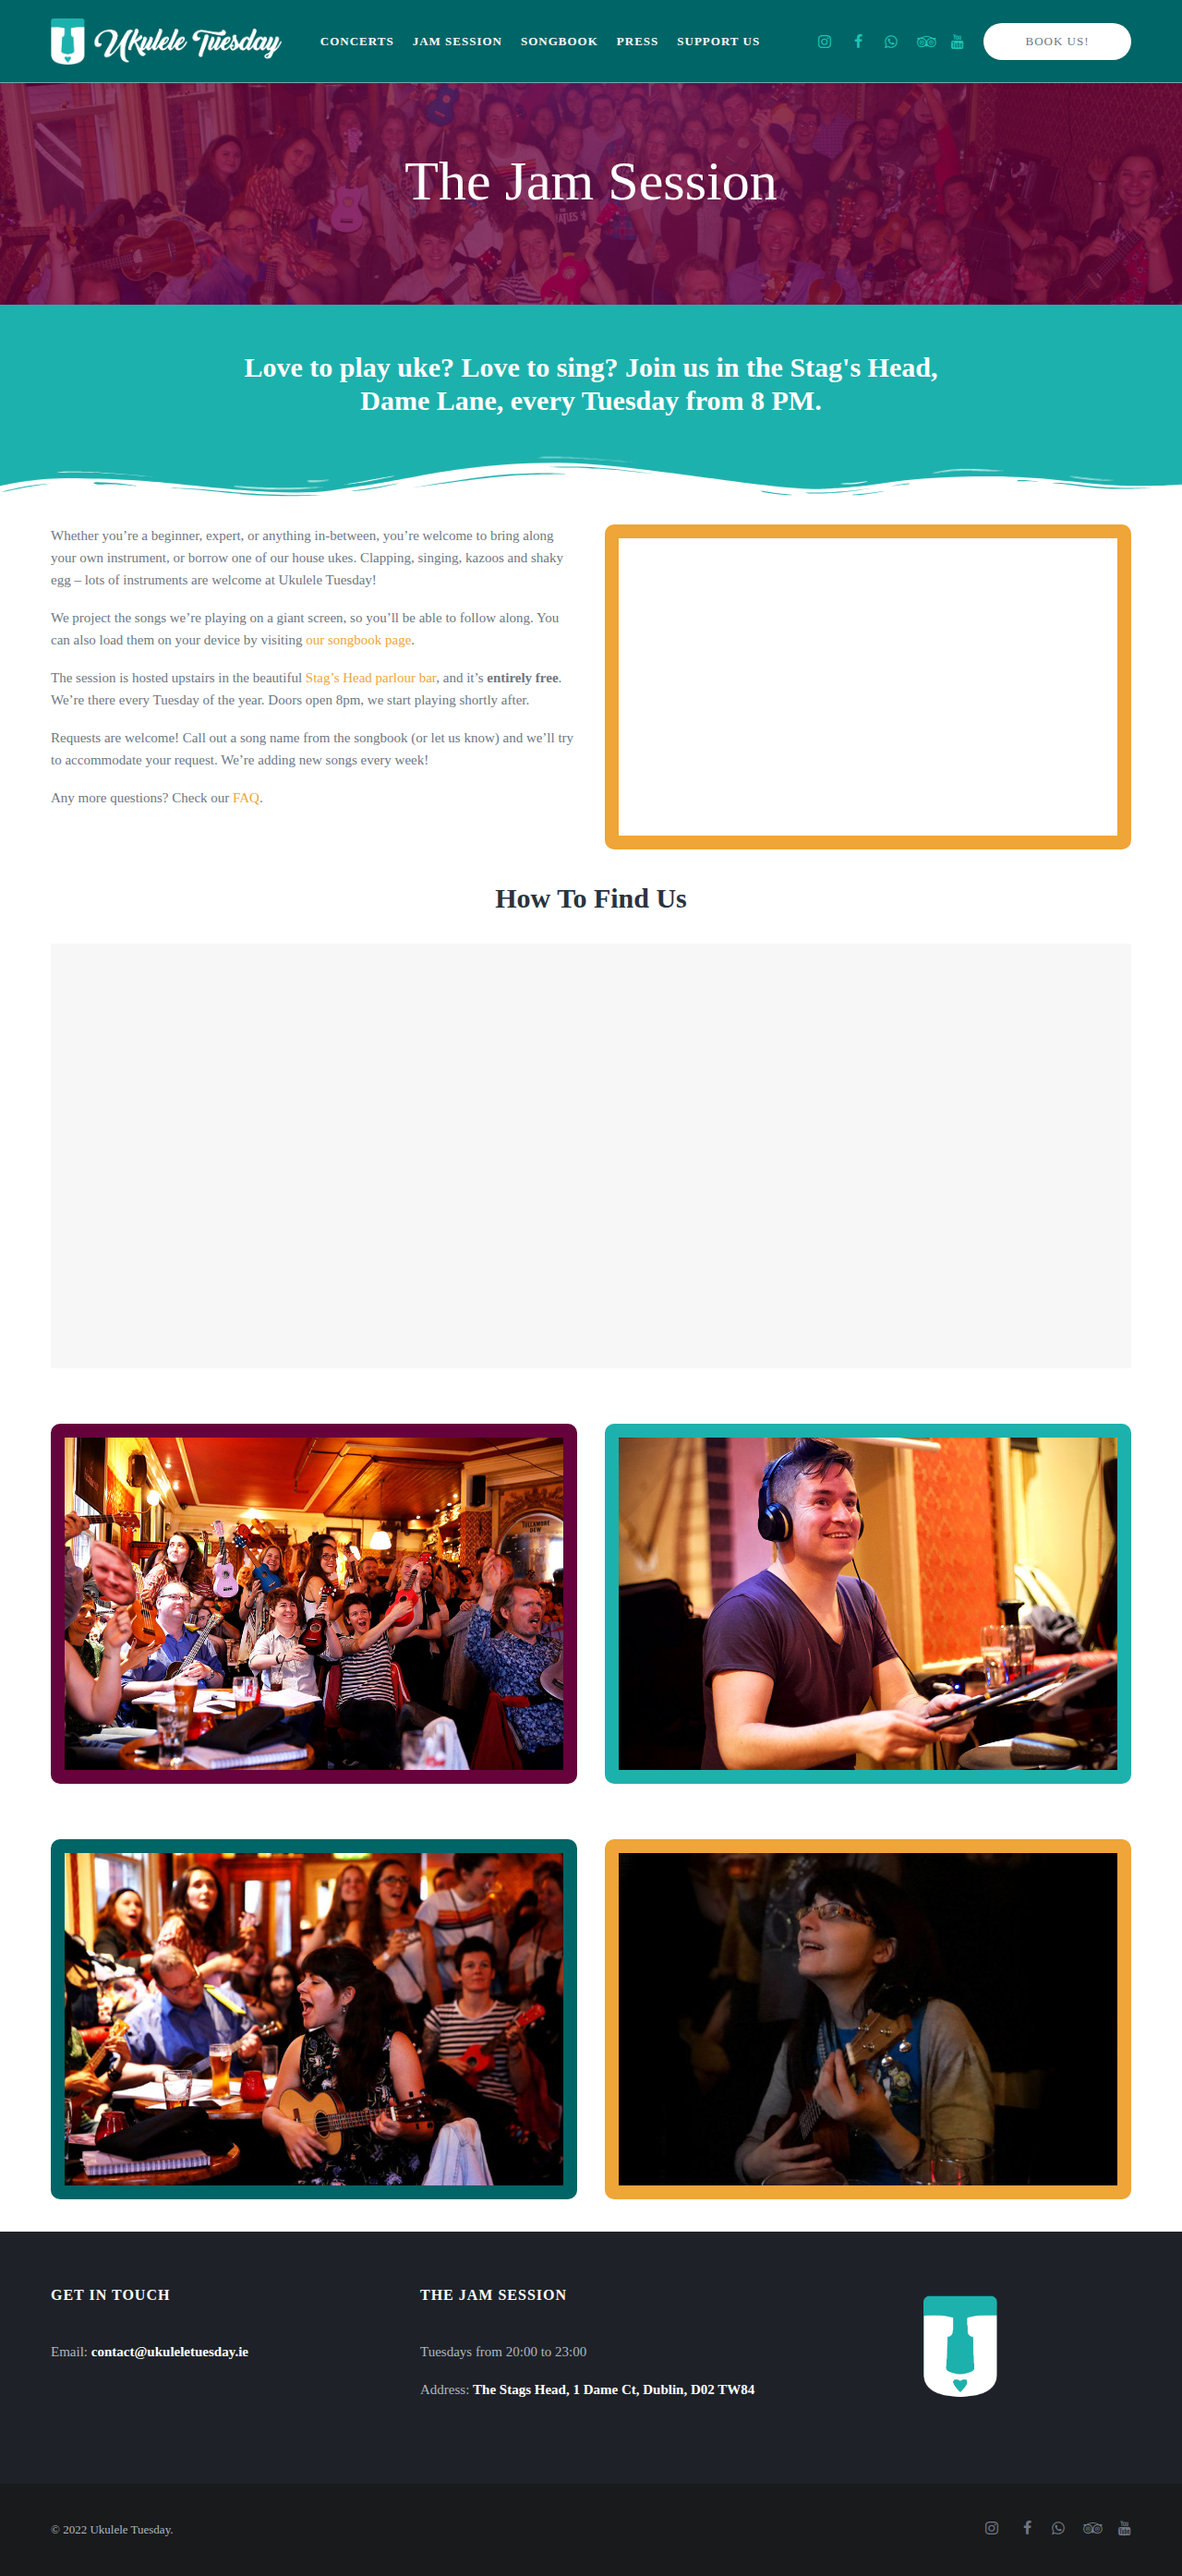 Ukulele Tuesday
CONCERTS JAM SESSION SONGBOOK PRESS SUPPORT US
BOOK US!
The Jam Session
Love to play uke? Love to sing? Join us in the Stag's Head,
Dame Lane, every Tuesday from 8 PM.
Whether you’re a beginner, expert, or anything in-between, you’re welcome to bring along
your own instrument, or borrow one of our house ukes. Clapping, singing, kazoos and shaky
egg – lots of instruments are welcome at Ukulele Tuesday!
We project the songs we’re playing on a giant screen, so you’ll be able to follow along. You
can also load them on your device by visiting our songbook page.
The session is hosted upstairs in the beautiful Stag’s Head parlour bar, and it’s entirely free.
We’re there every Tuesday of the year. Doors open 8pm, we start playing shortly after.
Requests are welcome! Call out a song name from the songbook (or let us know) and we’ll try
to accommodate your request. We’re adding new songs every week!
Any more questions? Check our FAQ.
How To Find Us
TULLAMORE
DEW
GET IN TOUCH
Email: contact@ukuleletuesday.ie
THE JAM SESSION
Tuesdays from 20:00 to 23:00
Address: The Stags Head, 1 Dame Ct, Dublin, D02 TW84
© 2022 Ukulele Tuesday.